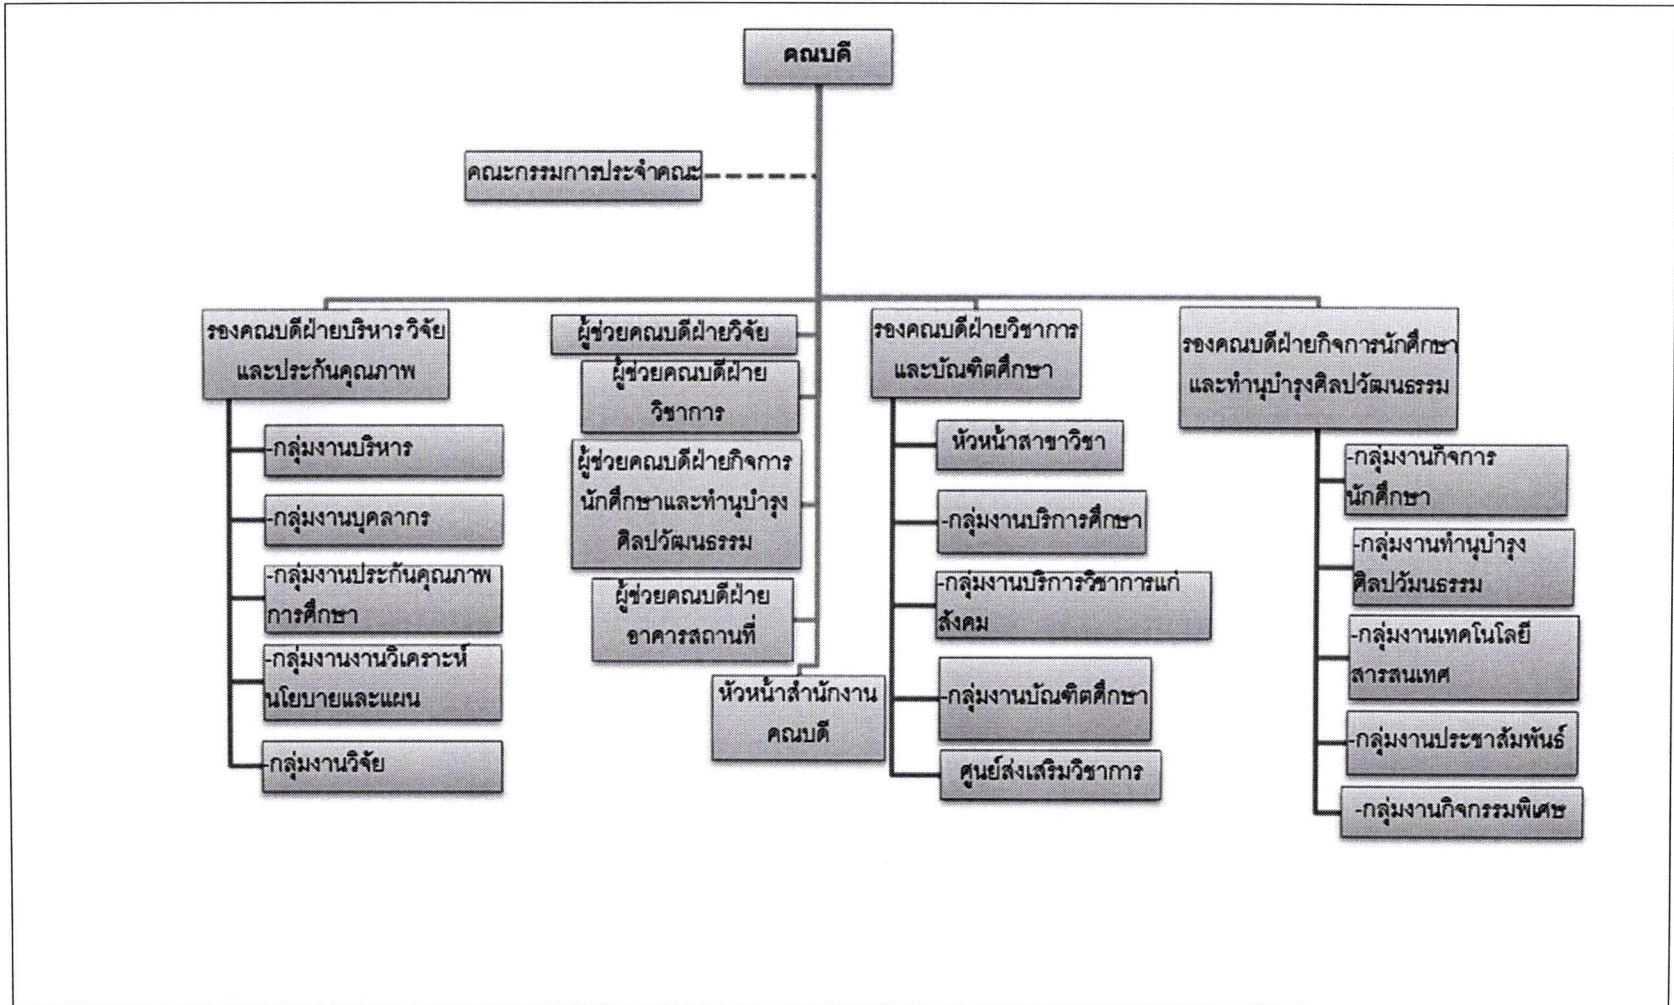 คณบดี
คณะกรรมการประจำคณะ
รองคณบดีฝ่ายบริหาร วิจัย
และประกันคุณภาพ
-กลุ่มงานบริหาร
-กลุ่มงานบุคลากร
-กลุ่มงานประกันคุณภาพ
การศึกษา
-กลุ่มงานงานวิเคราะห์
นโยบายและแผน
-กลุ่มงานวิจัย
ผู้ช่วยคณบดีฝ่ายวิจัย
ผู้ช่วยคณบดีฝ่าย
วิชาการ
ผู้ช่วยคณบดีฝ่ายกิจการ
นักศึกษาและทำนุบำรุง
ศิลปวัฒนธรรม
ผู้ช่วยคณบดีฝ่าย
อาคารสถานที่
หัวหน้าสำนักงาน
คณบดี
รองคณบดีฝ่ายวิชาการ
และบัณฑิตศึกษา
หัวหน้าสาขาวิชา
-กลุ่มงานบริการศึกษา
-กลุ่มงานบริการวิชาการแก่
สังคม
-กลุ่มงานบัณฑิตศึกษา
ศูนย์ส่งเสริมวิชาการ
รองคณบดีฝ่ายกิจการนักศึกษา
และทำนุบำรุงศิลปวัฒนธรรม
-กลุ่มงานกิจการ
นักศึกษา
-กลุ่มงานทำนุบำรุง
ศิลปวัมนธรรม
-กลุ่มงานเทคโนโลยี
สารสนเทศ
-กลุ่มงานประชาสัมพันธ์
-กลุ่มงานกิจกรรมพิเศษ